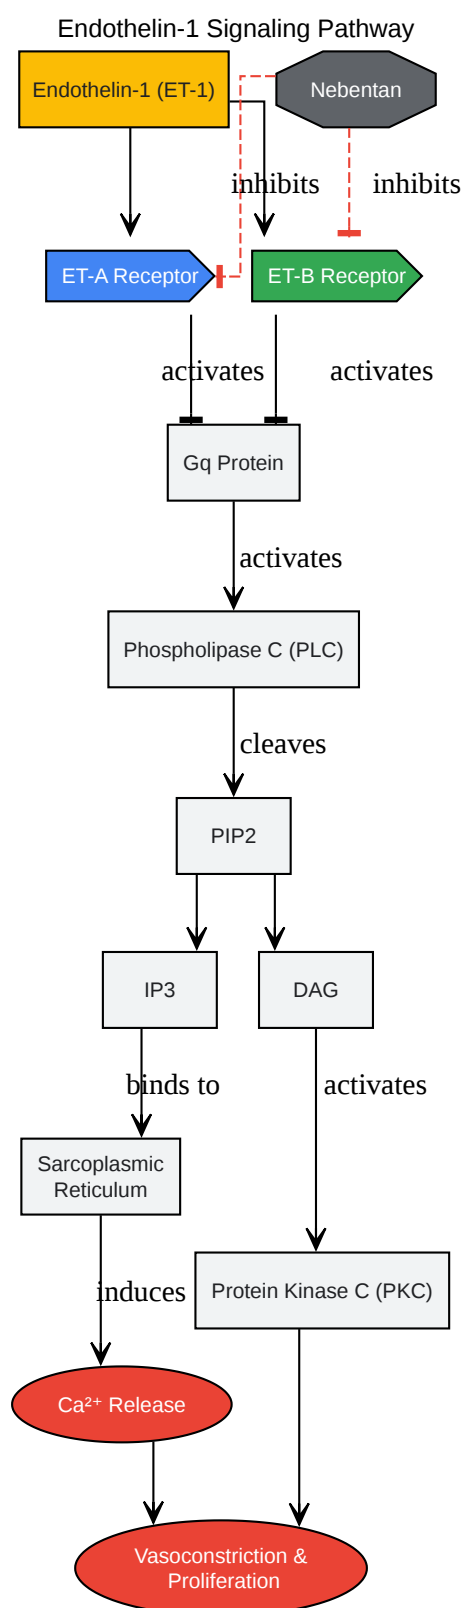 Endothelin-1 Signaling Pathway
Endothelin-1 (ET-1)
Nebentan
inhibits
inhibits
ET-A Receptor
ET-B Receptor
activates
activates
Gq Protein
activates
Phospholipase C (PLC)
cleaves
PIP2
IP3
DAG
binds to
activates
Sarcoplasmic
Reticulum
induces
Protein Kinase C (PKC)
Ca²⁺ Release
Vasoconstriction &
Proliferation